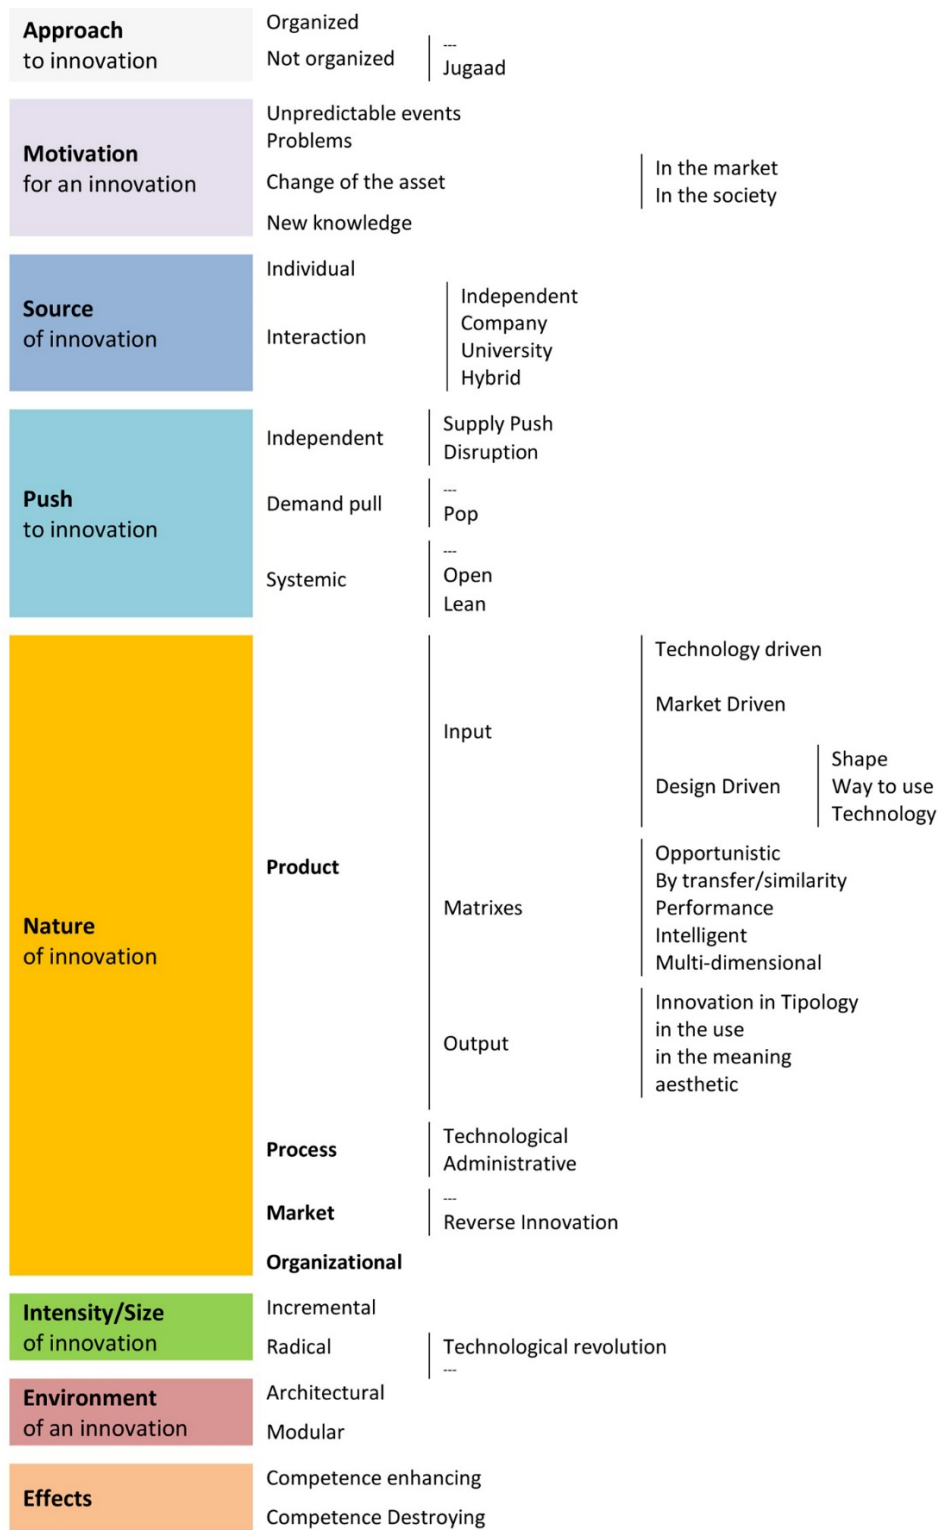 Approach
to innovation
Organized
Not organized
---
Jugaad
Motivation
for an innovation
Unpredictable events
Problems
Change of the asset
In the market
In the society
New knowledge
Source
of innovation
Individual
Interaction
Independent
Company
University
Hybrid
Push
to innovation
Independent
Supply Push
Disruption
Demand pull
---
Pop
Systemic
---
Open
Lean
Nature
of innovation
Product
Input
Technology driven
Market Driven
Design Driven
Shape
Way to use
Technology
Matrixes
Opportunistic
By transfer/similarity
Performance
Intelligent
Multi-dimensional
Output
Innovation in Tipology
in the use
in the meaning
aesthetic
Process
Technological
Administrative
Market
---
Reverse Innovation
Organizational
Intensity/Size
of innovation
Incremental
Radical
Technological revolution
---
Environment
of an innovation
Architectural
Modular
Effects
Competence enhancing
Competence Destroying